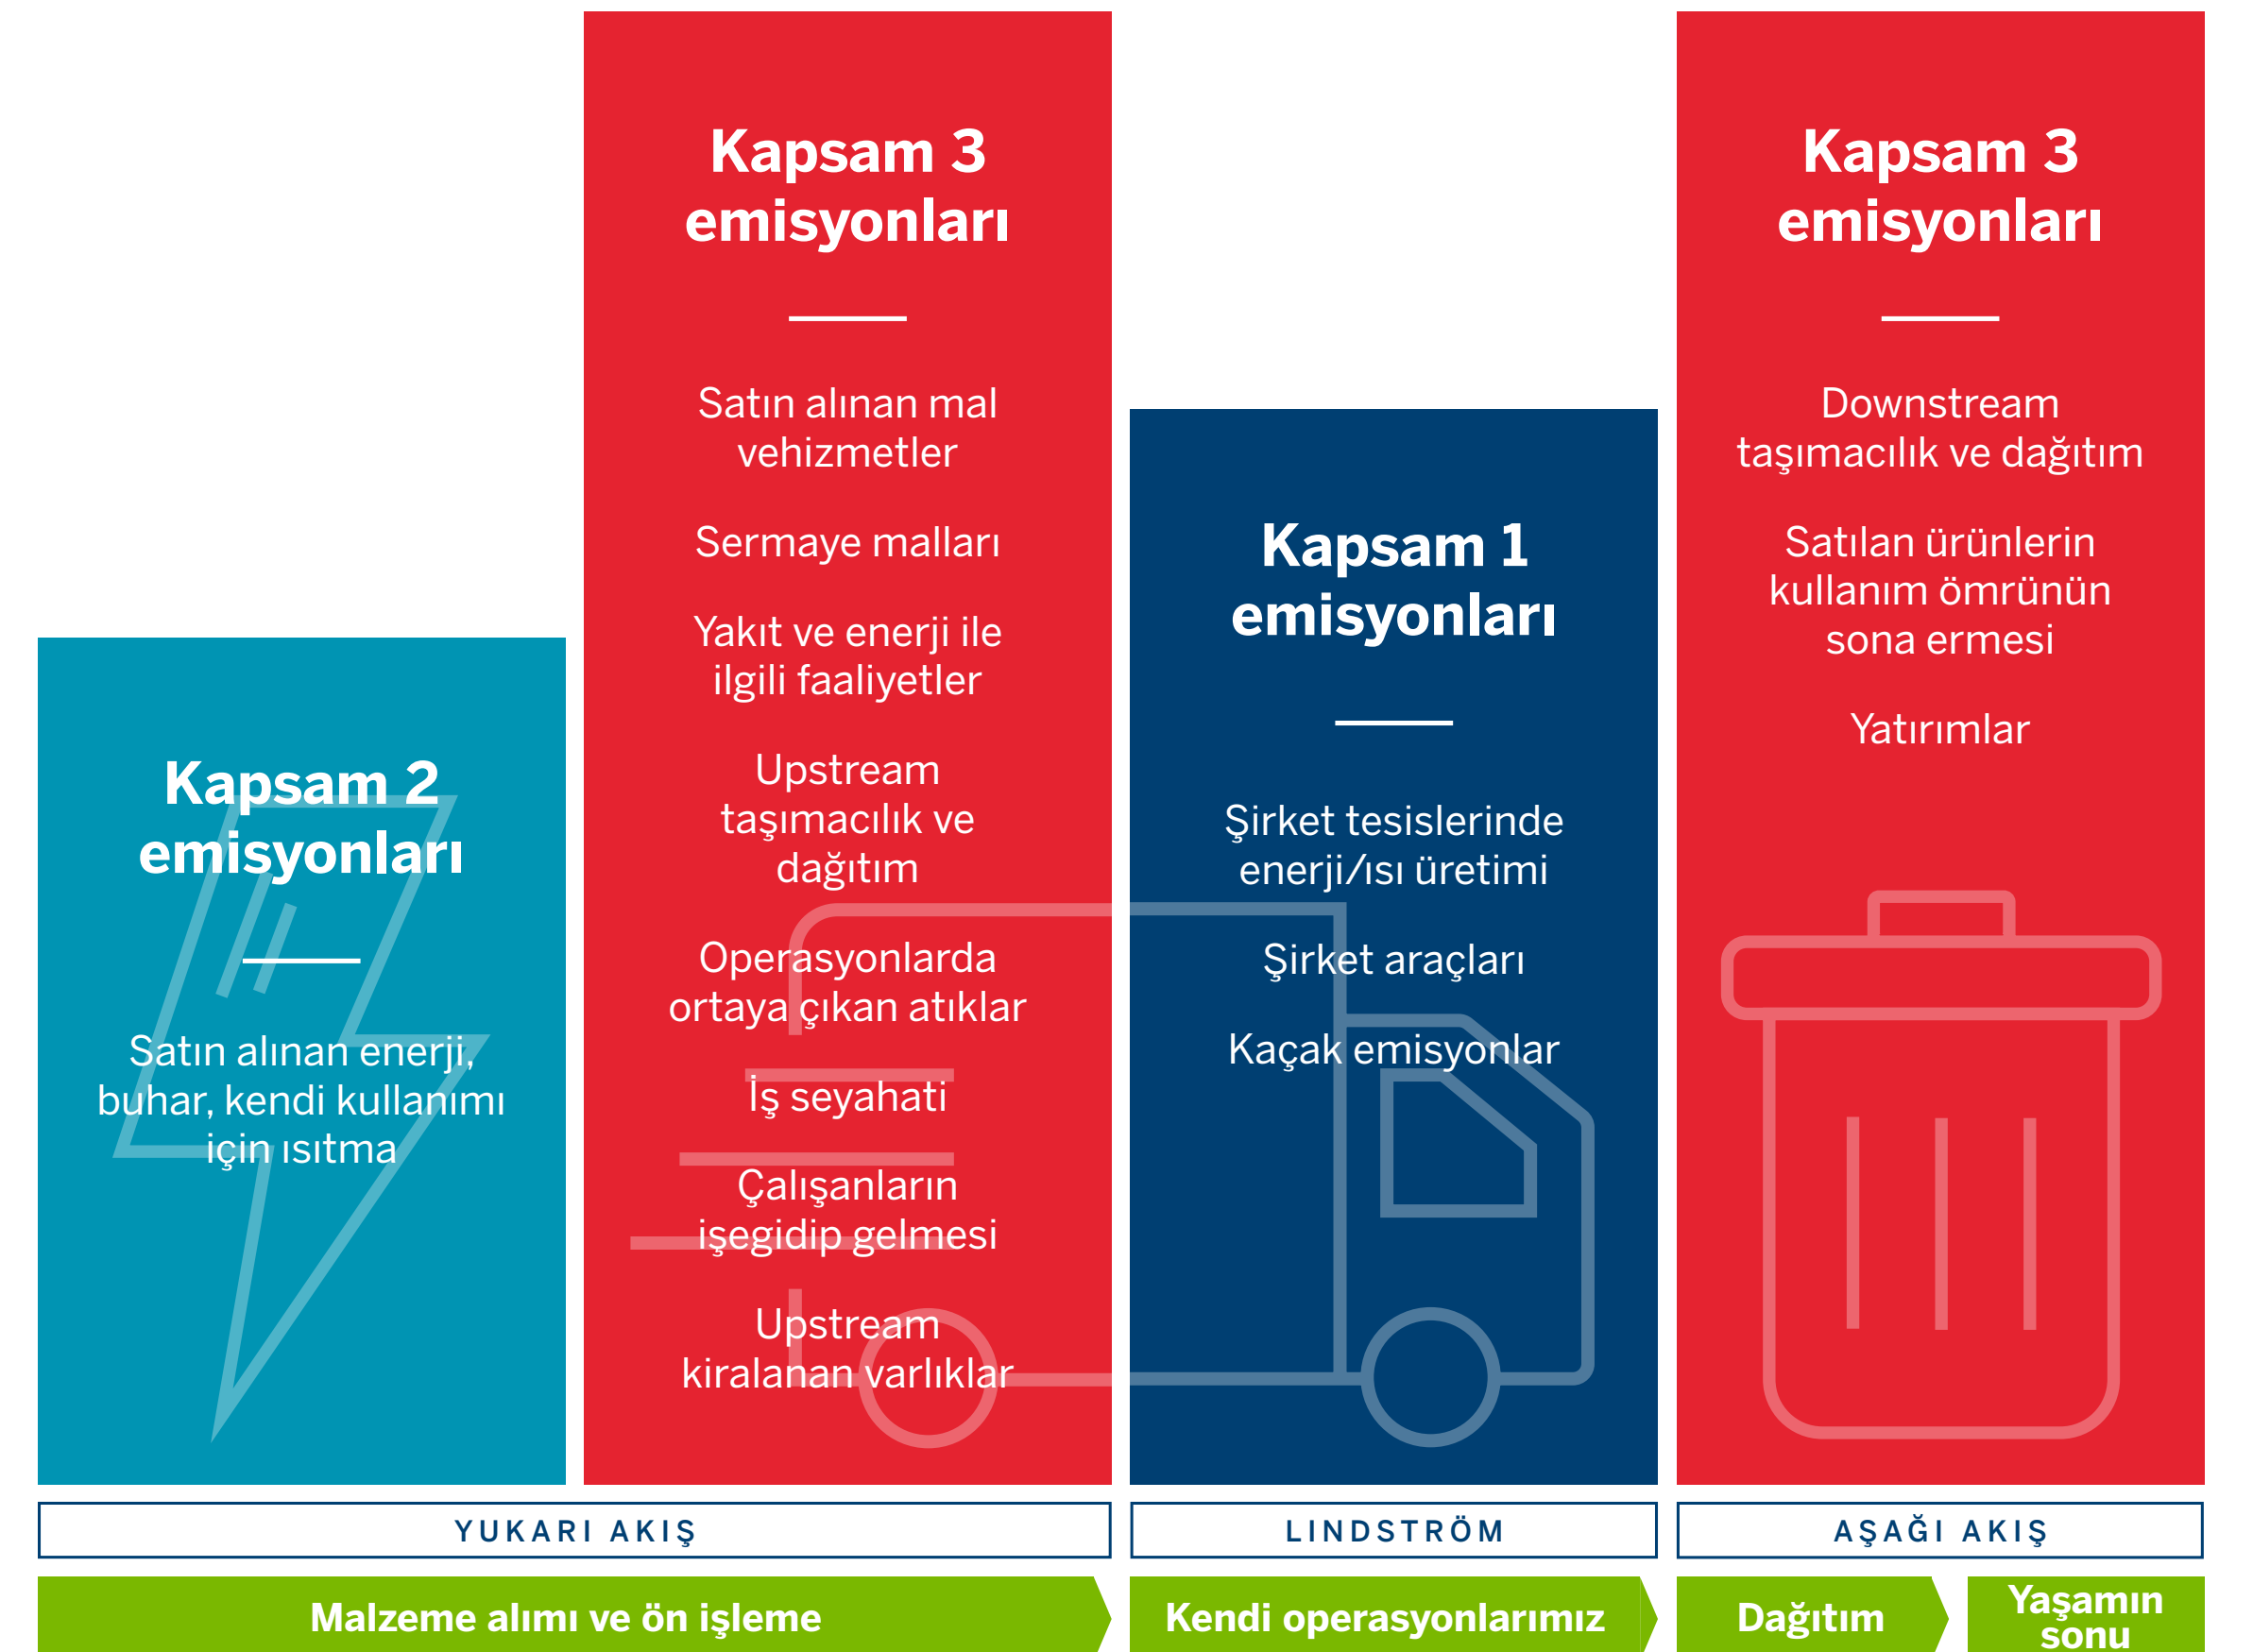 Kapsam 2
emisyonları
Satın alınan enerji,
buhar, kendi kullanımı
için ısıtma
Kapsam 3
emisyonları
Satın alınan mal
vehizmetler
Sermaye malları
Yakıt ve enerji ile
ilgili faaliyetler
Upstream
taşımacılık ve
dağıtım
Operasyonlarda
ortaya çıkan atıklar
İş seyahati
Çalışanların
işegidip gelmesi
Upstream
kiralanan varlıklar
Kapsam 1
emisyonları
Şirket tesislerinde
enerji/ısı üretimi
Şirket araçları
Kaçak emisyonlar
Kapsam 3
emisyonları
Downstream
taşımacılık ve dağıtım
Satılan ürünlerin
kullanım ömrünün
sona ermesi
Yatırımlar
YUKARI AKIŞ
LINDSTRÖM
AŞAĞI AKIŞ
Malzeme alımı ve ön işleme
Kendi operasyonlarımız
Dağıtım
Yaşamın
sonu